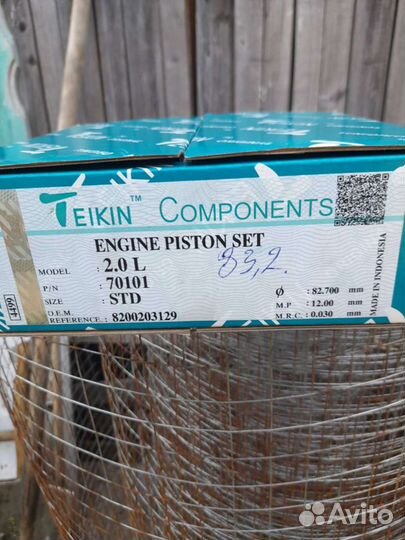 TEIKIN™ COMPONENTS
ENGINE PISTON SET
83,2.
MODEL : 2.0 L
P/N : 70101
SIZE : STD
O.E.M. REFERENCE. : 8200203129
Ø : 82.700 mm
M.P : 12.00 mm
M.R.C. : 0.030 mm
MADE IN INDONESIA
4499
Avito